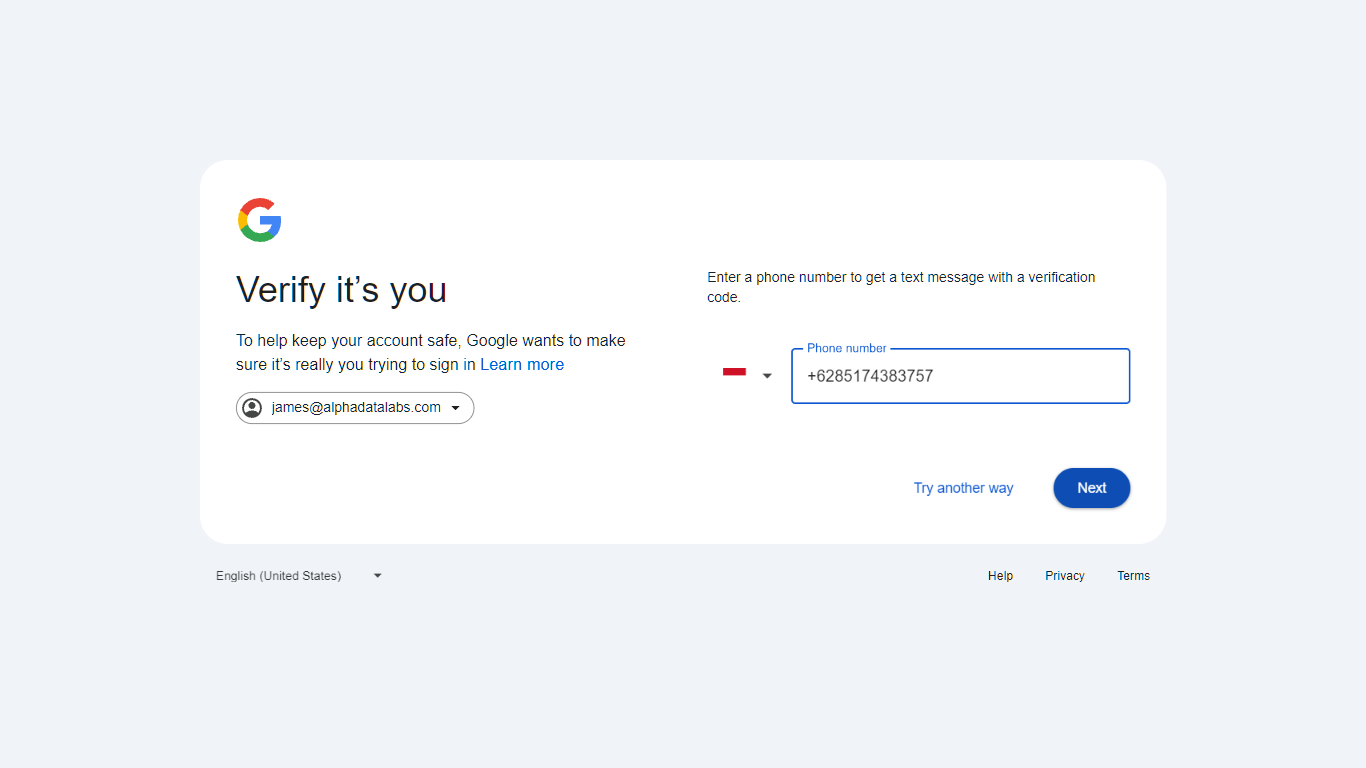 Verify it’s you
To help keep your account safe, Google wants to make
sure it’s really you trying to sign in Learn more
james@alphadatalabs.com
Enter a phone number to get a text message with a verification
code.
Phone number
+6285174383757
Try another way
Next
English (United States)
Help
Privacy
Terms